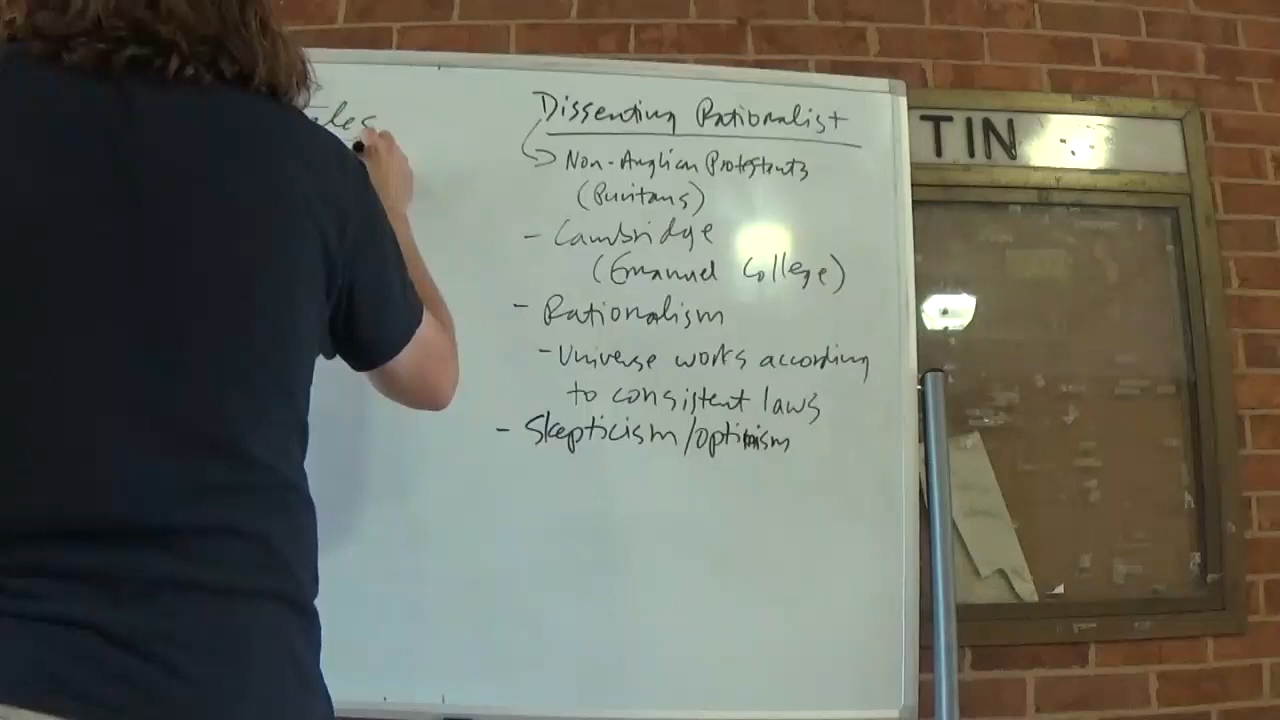 Dissenting Rationalist
Non-Anglican Protestants
(Puritans)
- Cambridge
(Emanuel College)
- Rationalism
- Universe works according
to consistent laws
- Skepticism/optimism
TIN